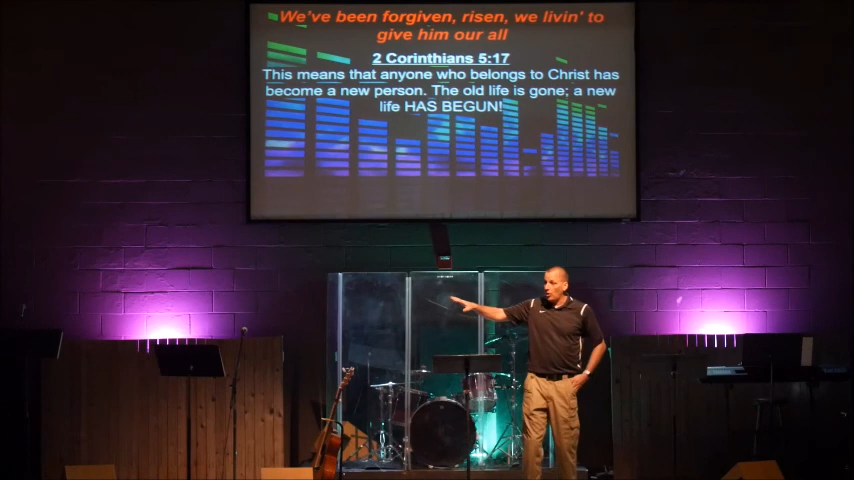 We've been forgiven, risen, we livin' to
give him our all
2 Corinthians 5:17
This means that anyone who belongs to Christ has
become a new person. The old life is gone; a new
life HAS BEGUN!